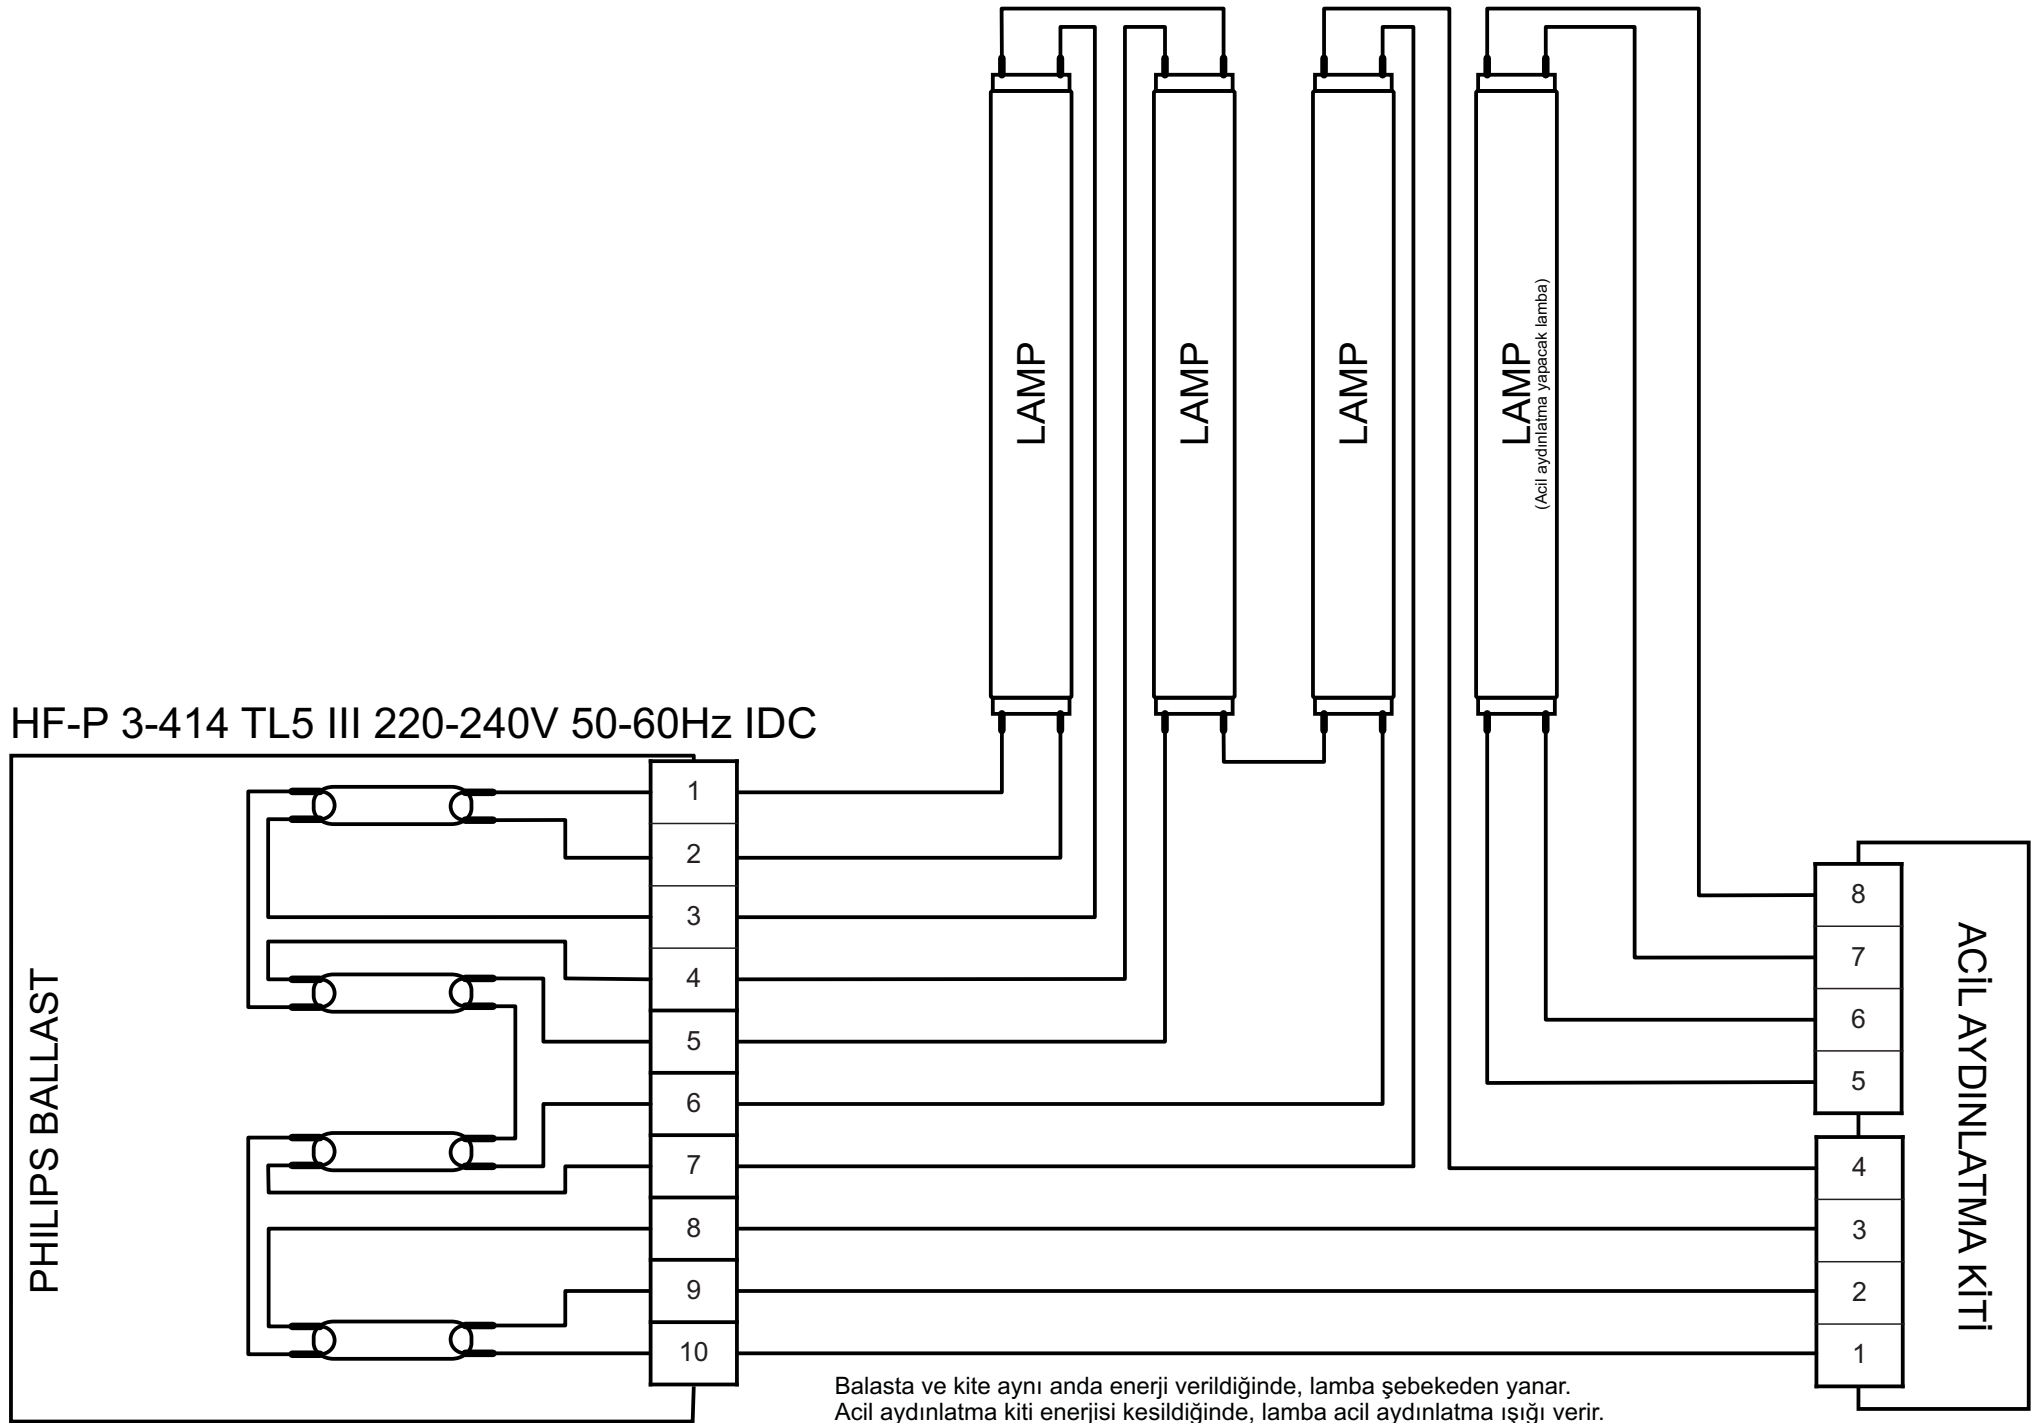 LAMP
LAMP
LAMP
LAMP
(Acil aydınlatma yapacak lamba)
HF-P 3-414 TL5 III 220-240V 50-60Hz IDC
PHILIPS BALLAST
1
2
3
4
5
6
7
8
9
10
8
7
6
5
4
3
2
1
ACİL AYDINLATMA KİTİ
Balasta ve kite aynı anda enerji verildiğinde, lamba şebekeden yanar.
Acil aydınlatma kiti enerjisi kesildiğinde, lamba acil aydınlatma ışığı verir.